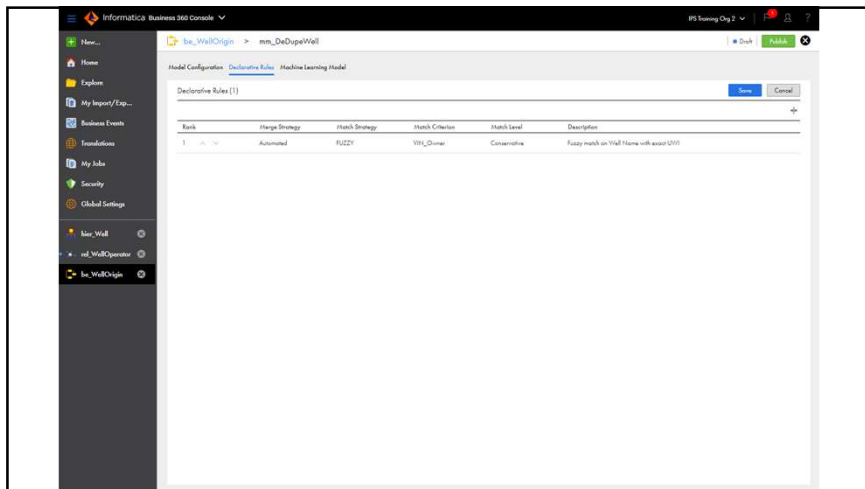 Informatica Business 360 Console
IPS Training Org 2
?
New...
Home
Explore
My Import/Exp...
Business Events
Translations
My Jobs
Security
Global Settings
hier_Well
rel_WellOperator
be_WellOrigin
be_WellOrigin > mm_DeDupeWell
Draft
Publish
Model Configuration Declarative Rules Machine Learning Model
Declarative Rules (1)
Save Cancel
Rank Merge Strategy Match Strategy Match Criterion Match Level Description
1 Automated FUZZY VIN_Owner Conservative Fuzzy match on Well Name with exact UWI